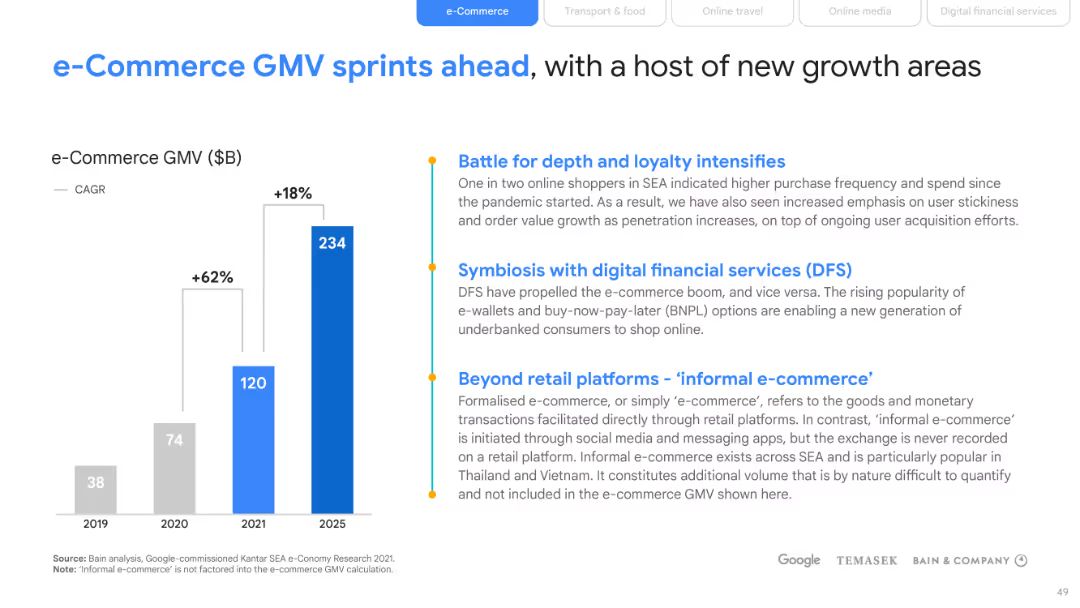 e-Commerce
Transport & food
Online travel
Online media
Digital financial services
e-Commerce GMV sprints ahead, with a host of new growth areas
e-Commerce GMV ($B)
CAGR
+18%
+62%
234
120
74
38
2019
2020
2021
2025
Battle for depth and loyalty intensifies
One in two online shoppers in SEA indicated higher purchase frequency and spend since
the pandemic started. As a result, we have also seen increased emphasis on user stickiness
and order value growth as penetration increases, on top of ongoing user acquisition efforts.
Symbiosis with digital financial services (DFS)
DFS have propelled the e-commerce boom, and vice versa. The rising popularity of
e-wallets and buy-now-pay-later (BNPL) options are enabling a new generation of
underbanked consumers to shop online.
Beyond retail platforms - ‘informal e-commerce’
Formalised e-commerce, or simply ‘e-commerce’, refers to the goods and monetary
transactions facilitated directly through retail platforms. In contrast, ‘informal e-commerce’
is initiated through social media and messaging apps, but the exchange is never recorded
on a retail platform. Informal e-commerce exists across SEA and is particularly popular in
Thailand and Vietnam. It constitutes additional volume that is by nature difficult to quantify
and not included in the e-commerce GMV shown here.
Source: Bain analysis, Google-commissioned Kantar SEA e-Conomy Research 2021.
Note: ‘Informal e-commerce’ is not factored into the e-commerce GMV calculation.
Google
TEMASEK
BAIN & COMPANY
49